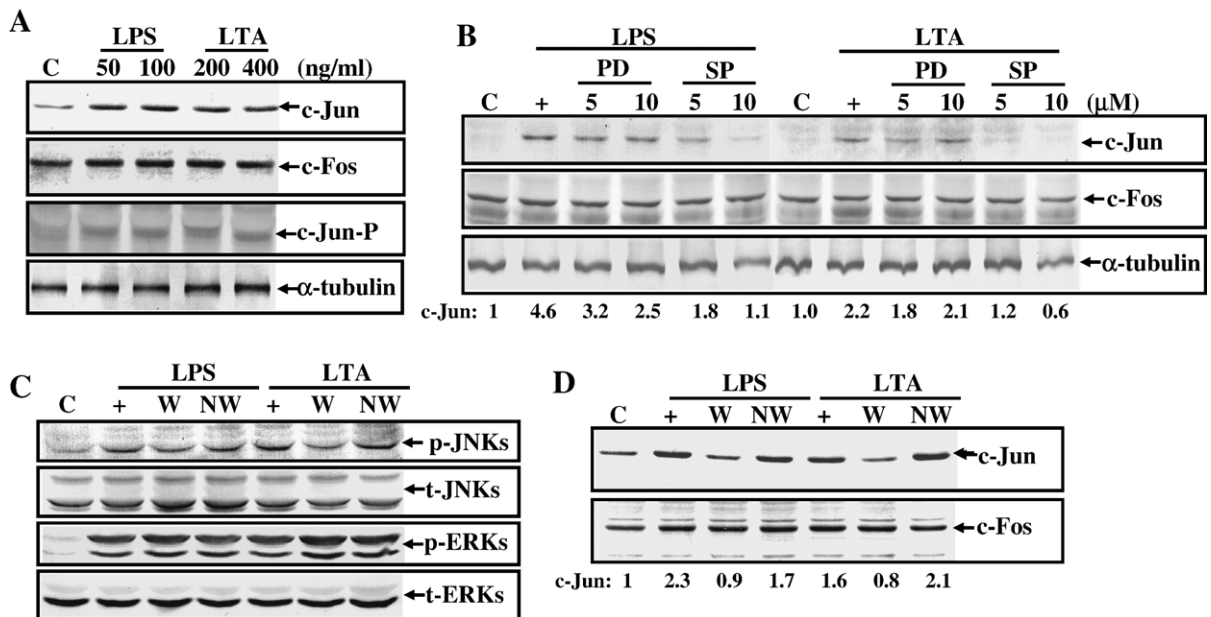 A
LPS LTA
C 50 100 200 400 (ng/ml)
c-Jun
c-Fos
c-Jun-P
α-tubulin
B
LPS LTA
PD SP PD SP
C + 5 10 5 10 C + 5 10 5 10 (μM)
c-Jun
c-Fos
α-tubulin
c-Jun: 1 4.6 3.2 2.5 1.8 1.1 1.0 2.2 1.8 2.1 1.2 0.6
C
LPS LTA
C + W NW + W NW
p-JNKs
t-JNKs
p-ERKs
t-ERKs
D
LPS LTA
C + W NW + W NW
c-Jun
c-Fos
c-Jun: 1 2.3 0.9 1.7 1.6 0.8 2.1